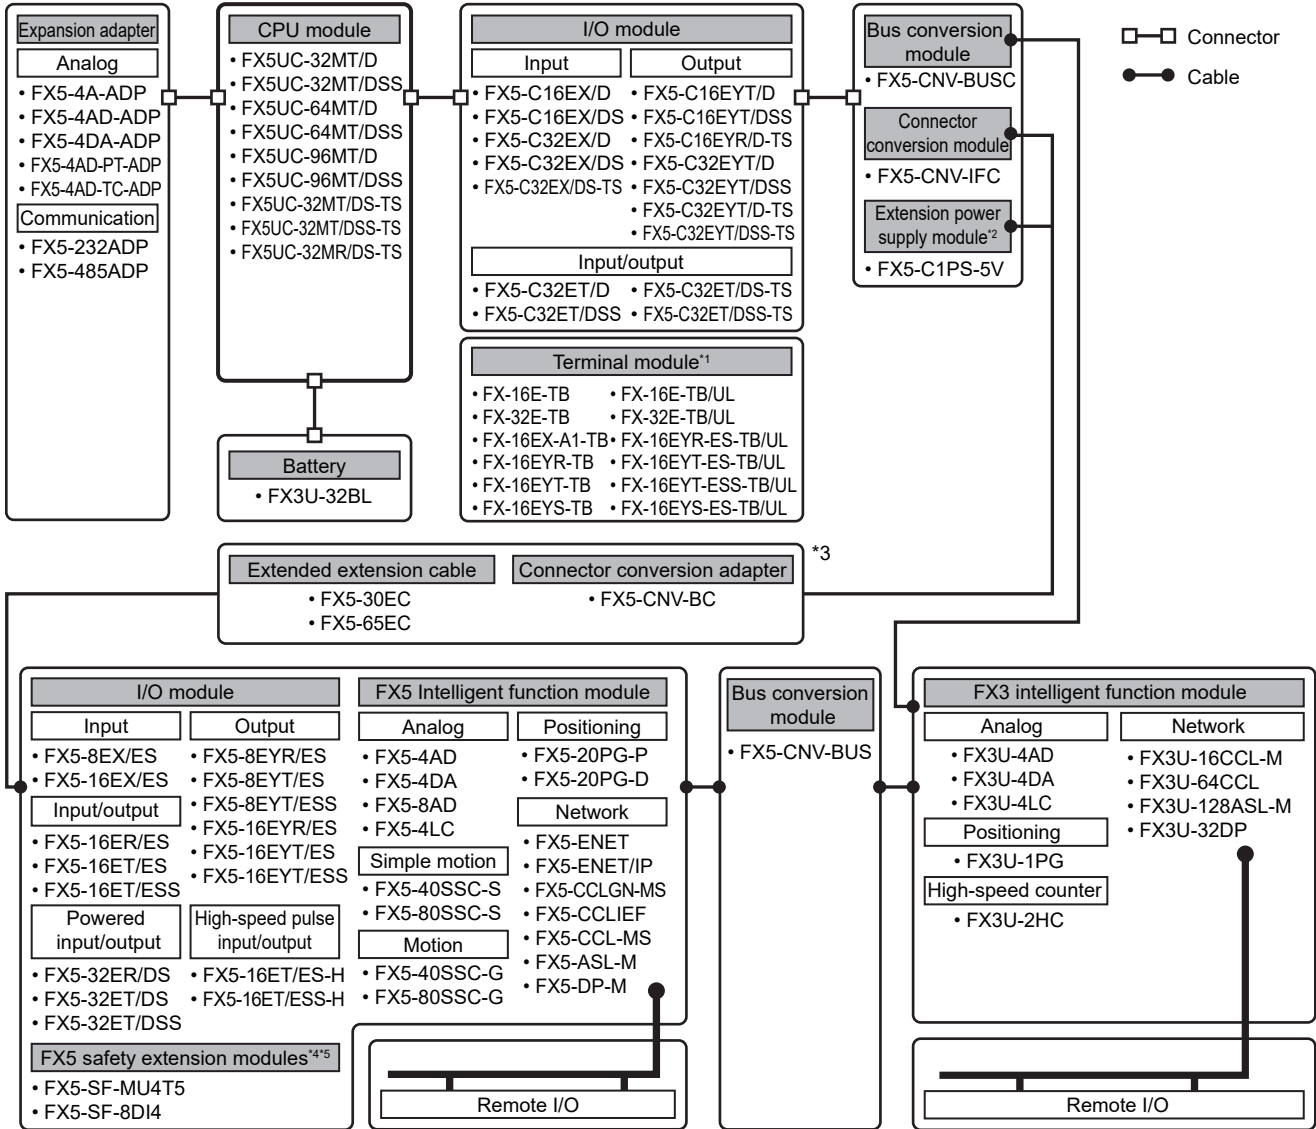 Expansion adapter
Analog
• FX5-4A-ADP
• FX5-4AD-ADP
• FX5-4DA-ADP
• FX5-4AD-PT-ADP
• FX5-4AD-TC-ADP
Communication
• FX5-232ADP
• FX5-485ADP
CPU module
• FX5UC-32MT/D
• FX5UC-32MT/DSS
• FX5UC-64MT/D
• FX5UC-64MT/DSS
• FX5UC-96MT/D
• FX5UC-96MT/DSS
• FX5UC-32MT/DS-TS
• FX5UC-32MT/DSS-TS
• FX5UC-32MR/DS-TS
Battery
• FX3U-32BL
I/O module
Input
• FX5-C16EX/D
• FX5-C16EX/DS
• FX5-C32EX/D
• FX5-C32EX/DS
• FX5-C32EX/DS-TS
Output
• FX5-C16EYT/D
• FX5-C16EYT/DSS
• FX5-C16EYR/D-TS
• FX5-C32EYT/D
• FX5-C32EYT/DSS
• FX5-C32EYT/D-TS
• FX5-C32EYT/DSS-TS
Input/output
• FX5-C32ET/D
• FX5-C32ET/DSS
• FX5-C32ET/DS-TS
• FX5-C32ET/DSS-TS
Terminal module*1
• FX-16E-TB
• FX-32E-TB
• FX-16EX-A1-TB
• FX-16EYR-TB
• FX-16EYT-TB
• FX-16EYS-TB
• FX-16E-TB/UL
• FX-32E-TB/UL
• FX-16EYR-ES-TB/UL
• FX-16EYT-ES-TB/UL
• FX-16EYT-ESS-TB/UL
• FX-16EYS-ES-TB/UL
Bus conversion
module
• FX5-CNV-BUSC
Connector
conversion module
• FX5-CNV-IFC
Extension power
supply module*2
• FX5-C1PS-5V
Connector
Cable
Extended extension cable
• FX5-30EC
• FX5-65EC
Connector conversion adapter
• FX5-CNV-BC
*3
I/O module
Input
• FX5-8EX/ES
• FX5-16EX/ES
Input/output
• FX5-16ER/ES
• FX5-16ET/ES
• FX5-16ET/ESS
Powered
input/output
• FX5-32ER/DS
• FX5-32ET/DS
• FX5-32ET/DSS
Output
• FX5-8EYR/ES
• FX5-8EYT/ES
• FX5-8EYT/ESS
• FX5-16EYR/ES
• FX5-16EYT/ES
• FX5-16EYT/ESS
High-speed pulse
input/output
• FX5-16ET/ES-H
• FX5-16ET/ESS-H
FX5 safety extension modules*4*5
• FX5-SF-MU4T5
• FX5-SF-8DI4
FX5 Intelligent function module
Analog
• FX5-4AD
• FX5-4DA
• FX5-8AD
• FX5-4LC
Simple motion
• FX5-40SSC-S
• FX5-80SSC-S
Motion
• FX5-40SSC-G
• FX5-80SSC-G
Positioning
• FX5-20PG-P
• FX5-20PG-D
Network
• FX5-ENET
• FX5-ENET/IP
• FX5-CCLGN-MS
• FX5-CCLIEF
• FX5-CCL-MS
• FX5-ASL-M
• FX5-DP-M
Remote I/O
Bus conversion
module
• FX5-CNV-BUS
FX3 intelligent function module
Analog
• FX3U-4AD
• FX3U-4DA
• FX3U-4LC
Positioning
• FX3U-1PG
High-speed counter
• FX3U-2HC
Network
• FX3U-16CCL-M
• FX3U-64CCL
• FX3U-128ASL-M
• FX3U-32DP
Remote I/O